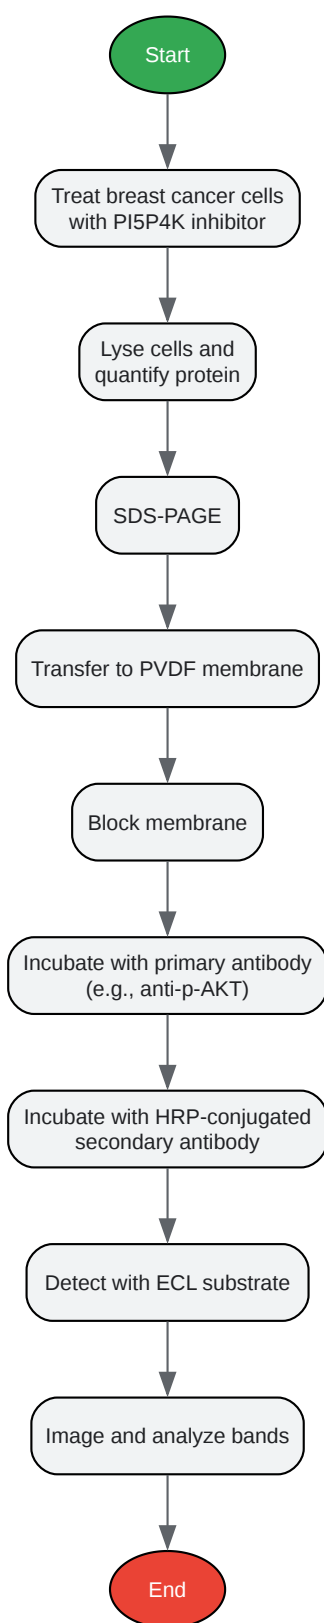 Start
Treat breast cancer cells
with PI5P4K inhibitor
Lyse cells and
quantify protein
SDS-PAGE
Transfer to PVDF membrane
Block membrane
Incubate with primary antibody
(e.g., anti-p-AKT)
Incubate with HRP-conjugated
secondary antibody
Detect with ECL substrate
Image and analyze bands
End